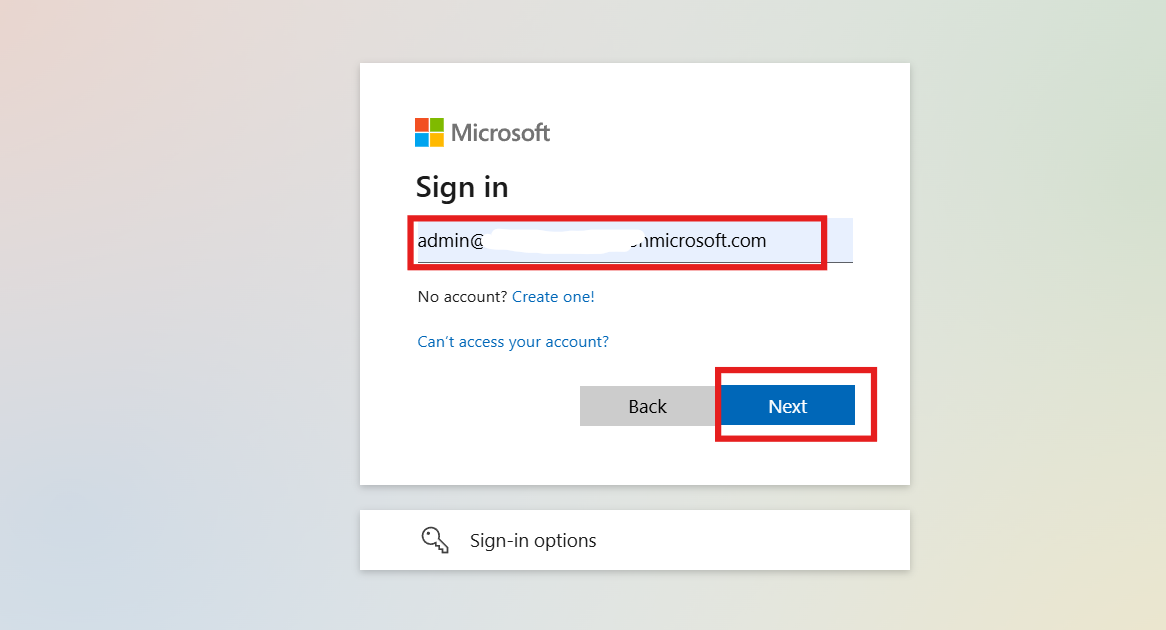 Microsoft
Sign in
admin@ nmicrosoft.com
No account? Create one!
Can't access your account?
Back
Next
Sign-in options